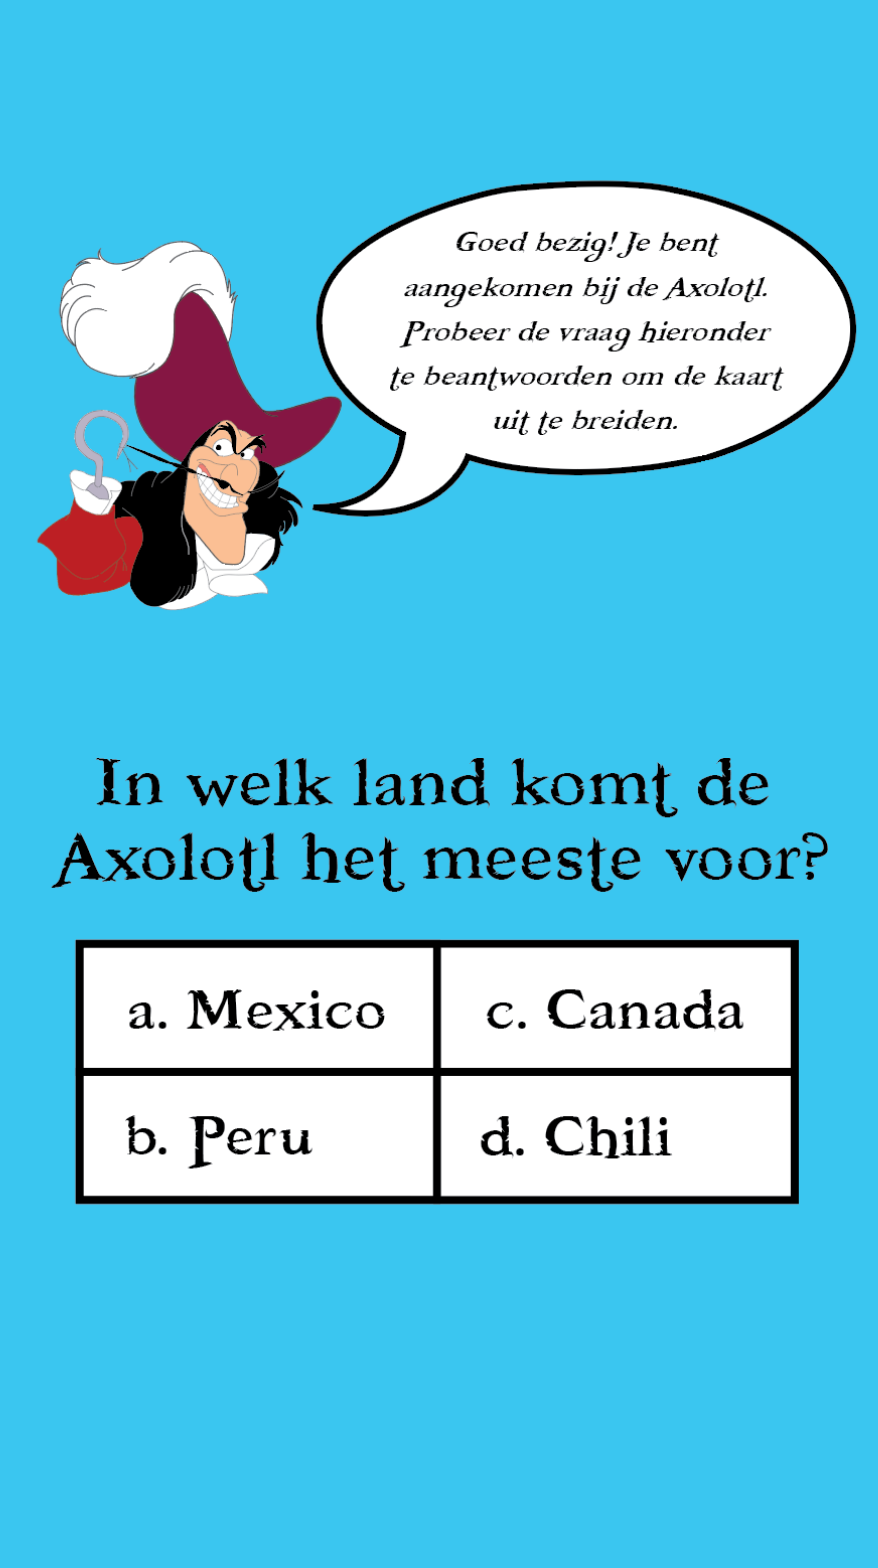 Goed bezig! Je bent
aangekomen bij de Axolotl.
Probeer de vraag hieronder
te beantwoorden om de kaart
uit te breiden.
In welk land komt de
Axolotl het meeste voor?
a. Mexico
c. Canada
b. Peru
d. Chili